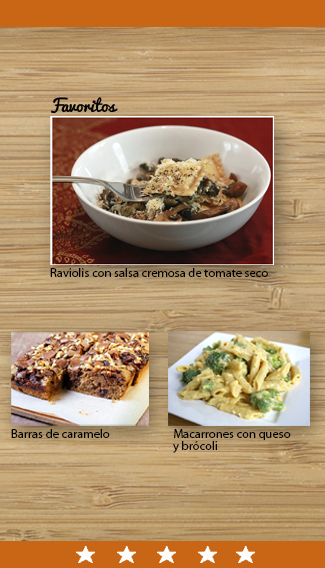 Favoritos
Raviolis con salsa cremosa de tomate seco
Barras de caramelo
Macarrones con queso
y brócoli